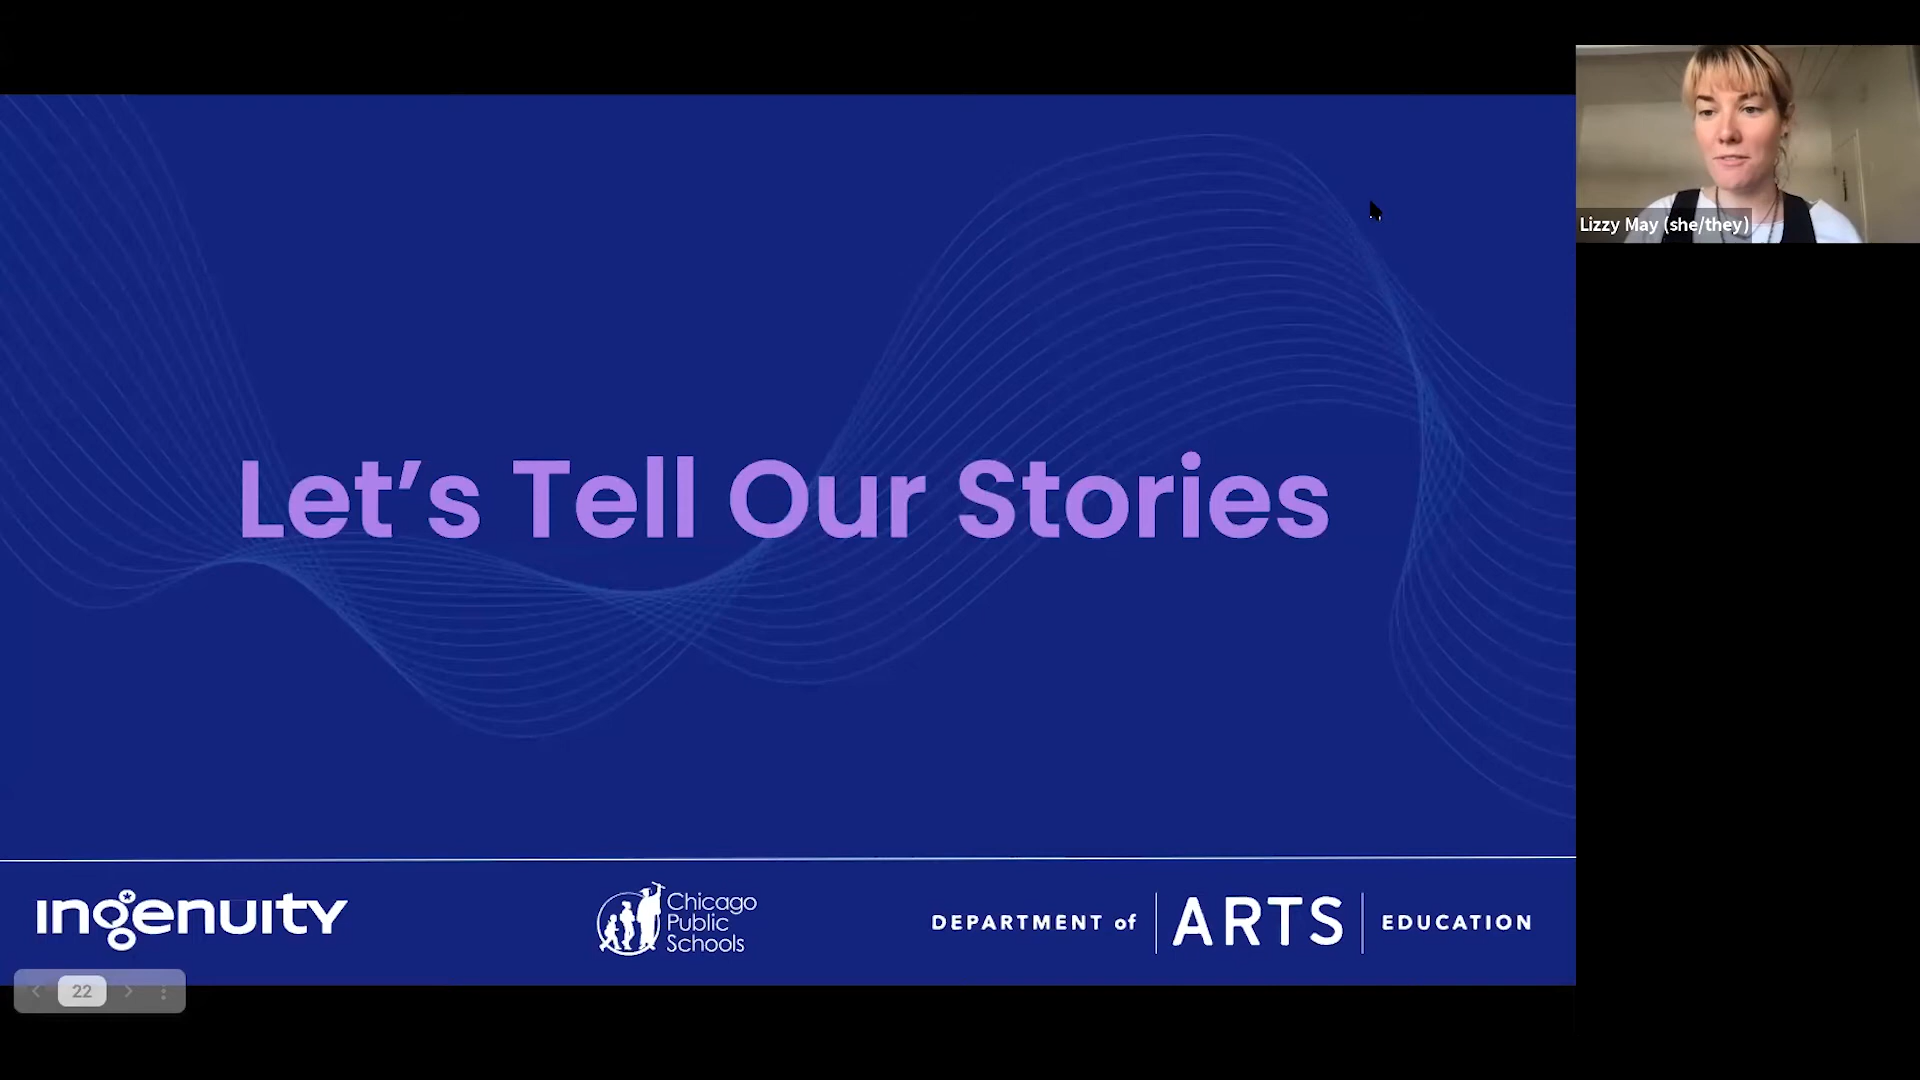 Lizzy May (she/they)
Let’s Tell Our Stories
ingenuity
Chicago
Public
Schools
DEPARTMENT of ARTS EDUCATION
22